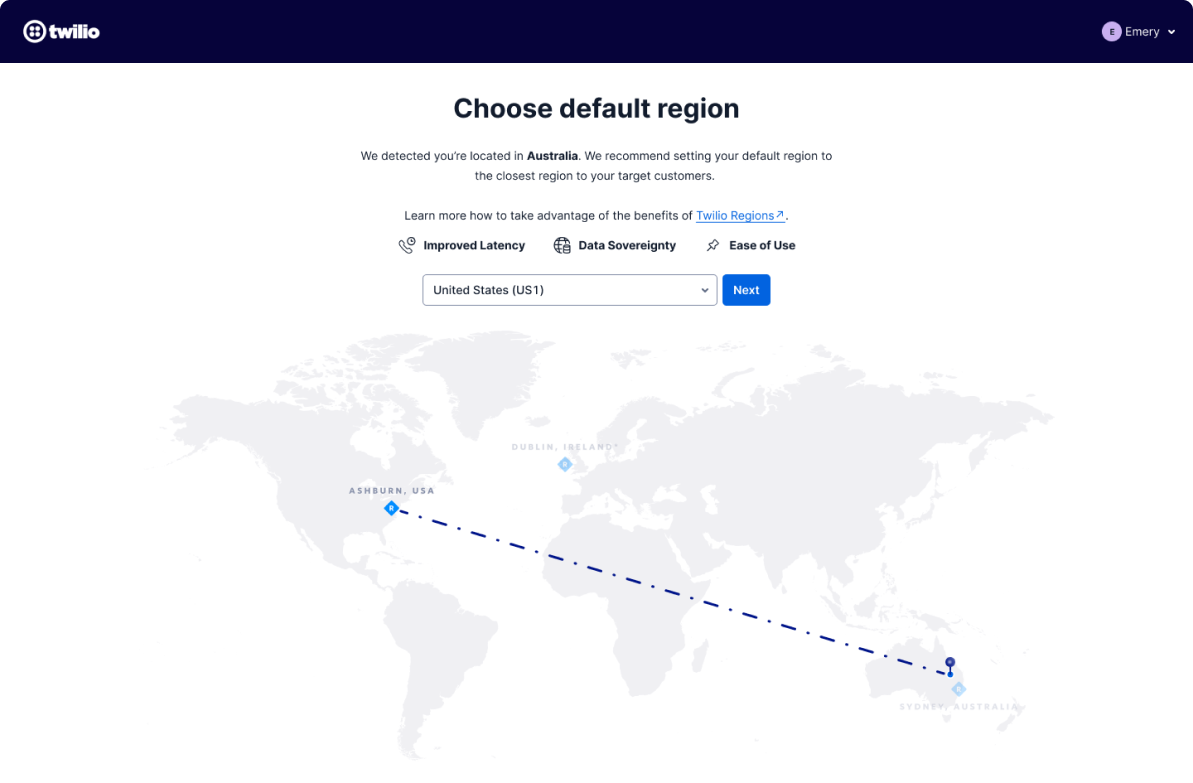 twilio
E Emery
Choose default region
We detected you're located in Australia. We recommend setting your default region to
the closest region to your target customers.
Learn more how to take advantage of the benefits of Twilio Regions↗.
Improved Latency Data Sovereignty Ease of Use
United States (US1) Next
DUBLIN, IRELAND*
R
ASHBURN, USA
R
R
SYDNEY, AUSTRALIA